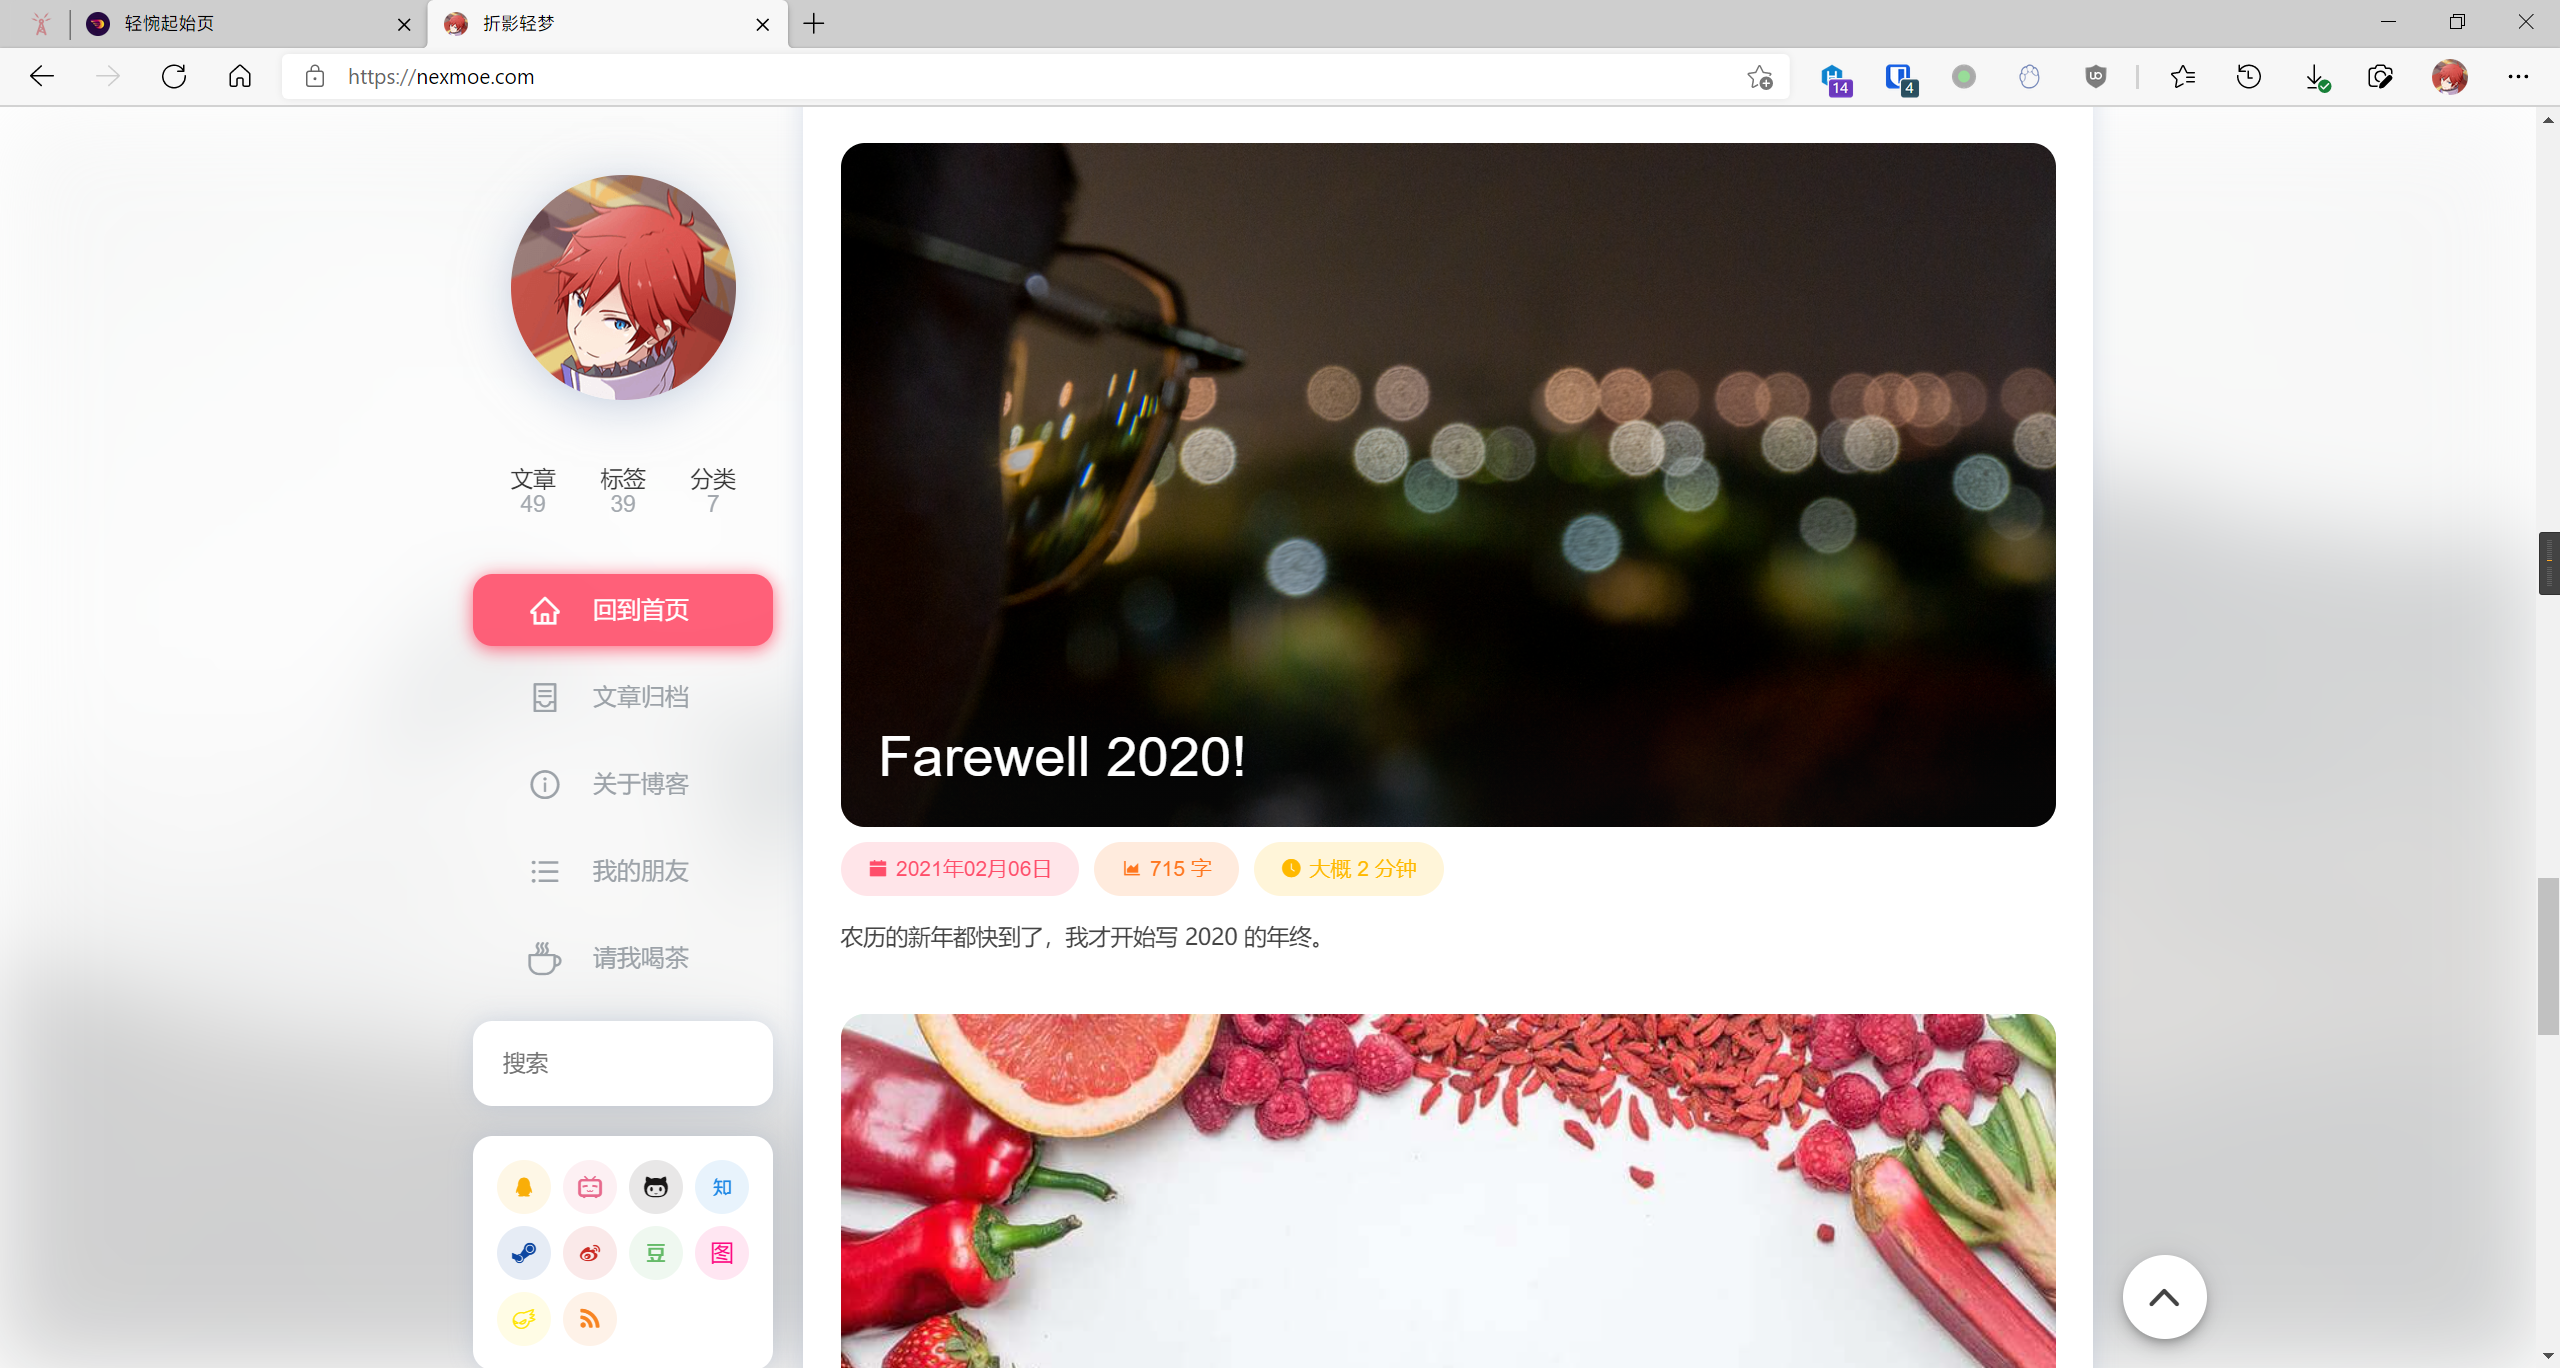 轻惋起始页
折影轻梦
https://nexmoe.com
14
4
文章
标签
分类
49
39
7
回到首页
文章归档
关于博客
我的朋友
请我喝茶
搜索
知
豆
图
Farewell 2020!
2021年02月06日
715 字
大概 2 分钟
农历的新年都快到了，我才开始写 2020 的年终。